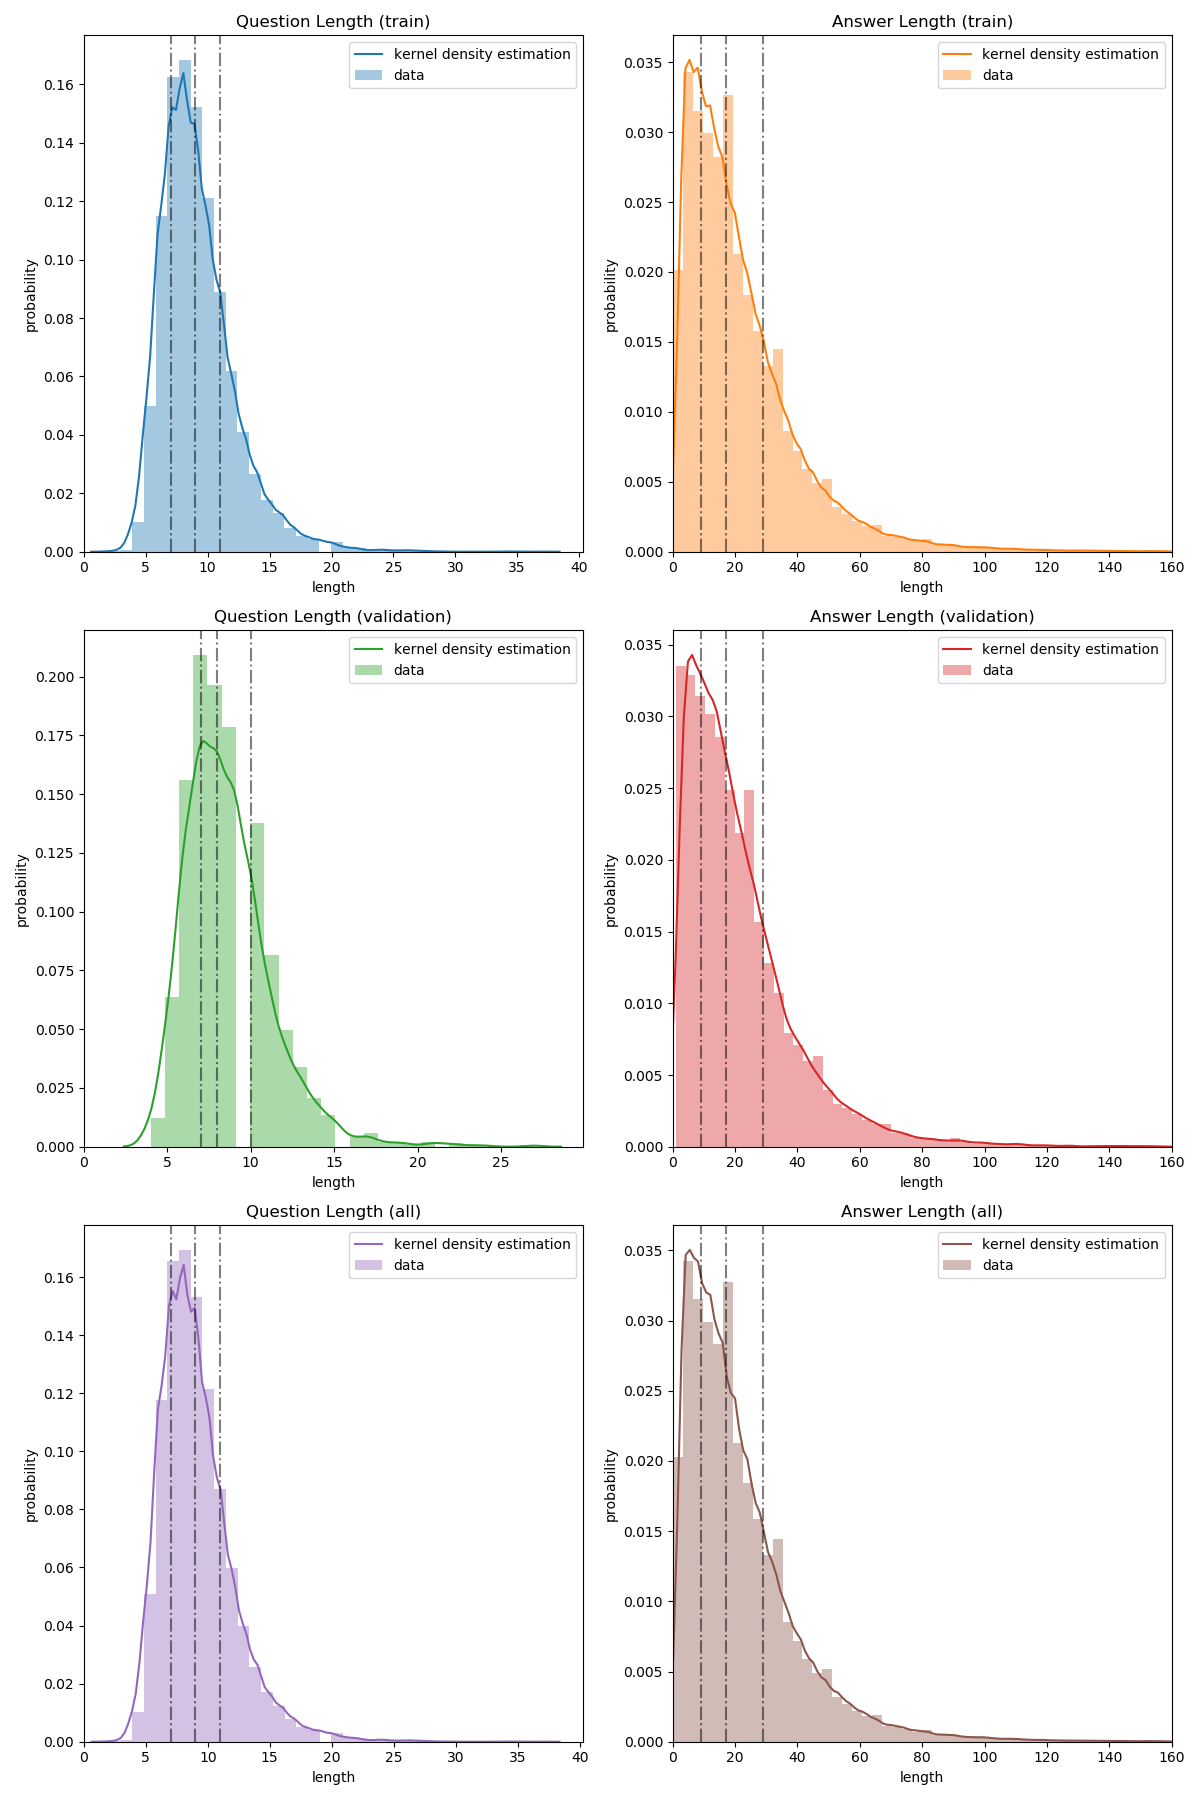 Question Length (train)
kernel density estimation
data
probability
0.16
0.14
0.12
0.10
0.08
0.06
0.04
0.02
0.00
0 5 10 15 20 25 30 35 40
length
Answer Length (train)
kernel density estimation
data
probability
0.035
0.030
0.025
0.020
0.015
0.010
0.005
0.000
0 20 40 60 80 100 120 140 160
length
Question Length (validation)
kernel density estimation
data
probability
0.200
0.175
0.150
0.125
0.100
0.075
0.050
0.025
0.000
0 5 10 15 20 25
length
Answer Length (validation)
kernel density estimation
data
probability
0.035
0.030
0.025
0.020
0.015
0.010
0.005
0.000
0 20 40 60 80 100 120 140 160
length
Question Length (all)
kernel density estimation
data
probability
0.16
0.14
0.12
0.10
0.08
0.06
0.04
0.02
0.00
0 5 10 15 20 25 30 35 40
length
Answer Length (all)
kernel density estimation
data
probability
0.035
0.030
0.025
0.020
0.015
0.010
0.005
0.000
0 20 40 60 80 100 120 140 160
length